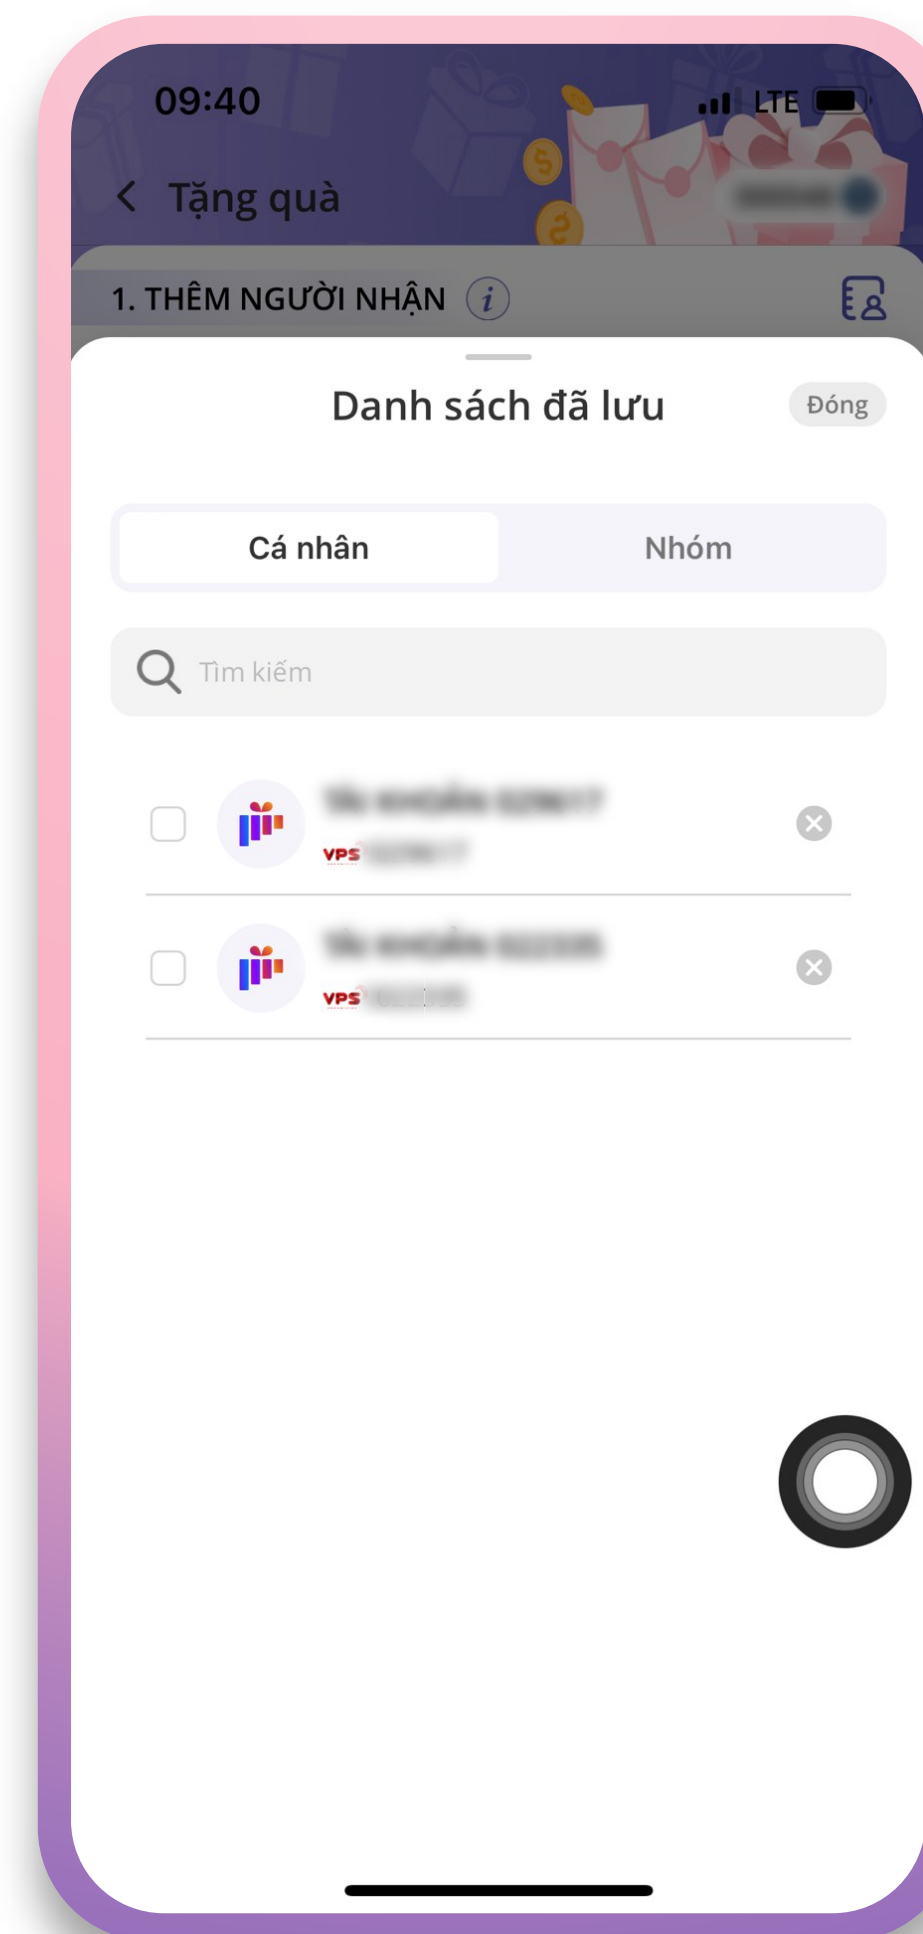 09:40
LTE
Tặng quà
1. THÊM NGƯỜI NHẬN i
Danh sách đã lưu
Đóng
Cá nhân
Nhóm
Tìm kiếm
VPS
VPS